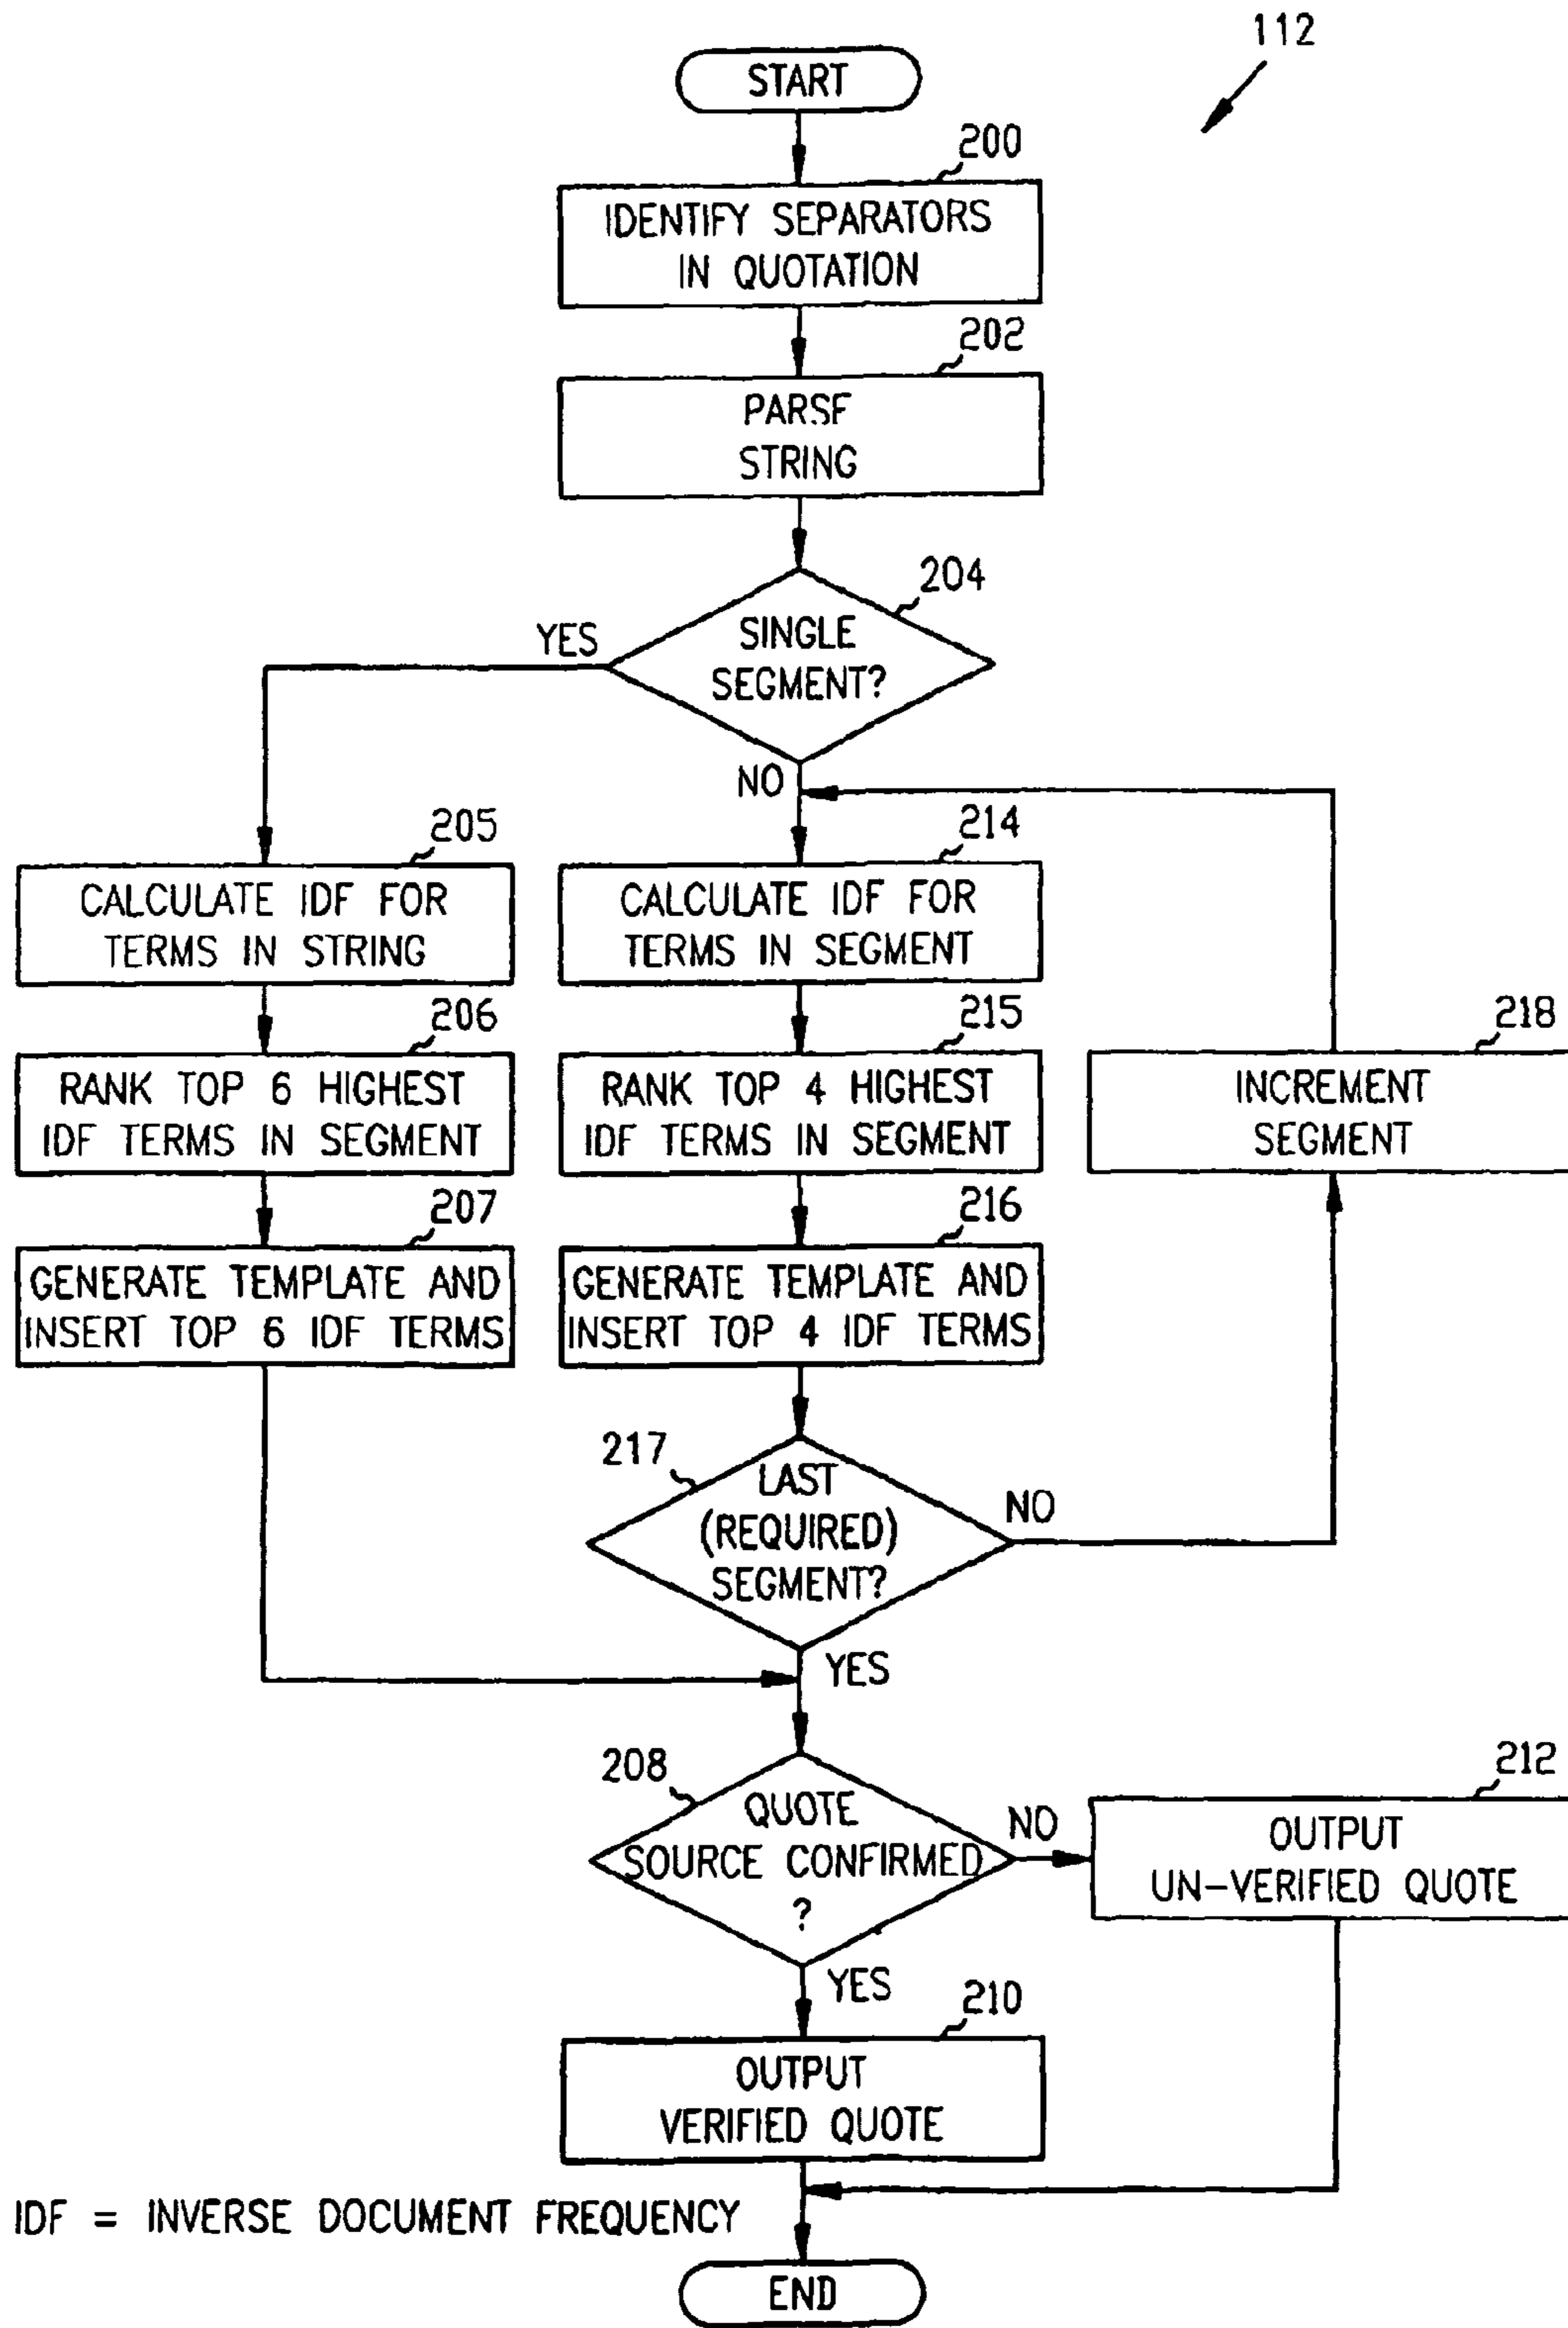 112
START
200
IDENTIFY SEPARATORS
IN QUOTATION
202
PARSF
STRING
204
SINGLE
SEGMENT?
YES
NO
205
CALCULATE IDF FOR
TERMS IN STRING
214
CALCULATE IDF FOR
TERMS IN SEGMENT
206
RANK TOP 6 HIGHEST
IDF TERMS IN SEGMENT
215
RANK TOP 4 HIGHEST
IDF TERMS IN SEGMENT
218
INCREMENT
SEGMENT
207
GENERATE TEMPLATE AND
INSERT TOP 6 IDF TERMS
216
GENERATE TEMPLATE AND
INSERT TOP 4 IDF TERMS
217
LAST
(REQUIRED)
SEGMENT?
NO
YES
208
QUOTE
SOURCE CONFIRMED
?
NO
212
OUTPUT
UN-VERIFIED QUOTE
YES
210
OUTPUT
VERIFIED QUOTE
IDF = INVERSE DOCUMENT FREQUENCY
END